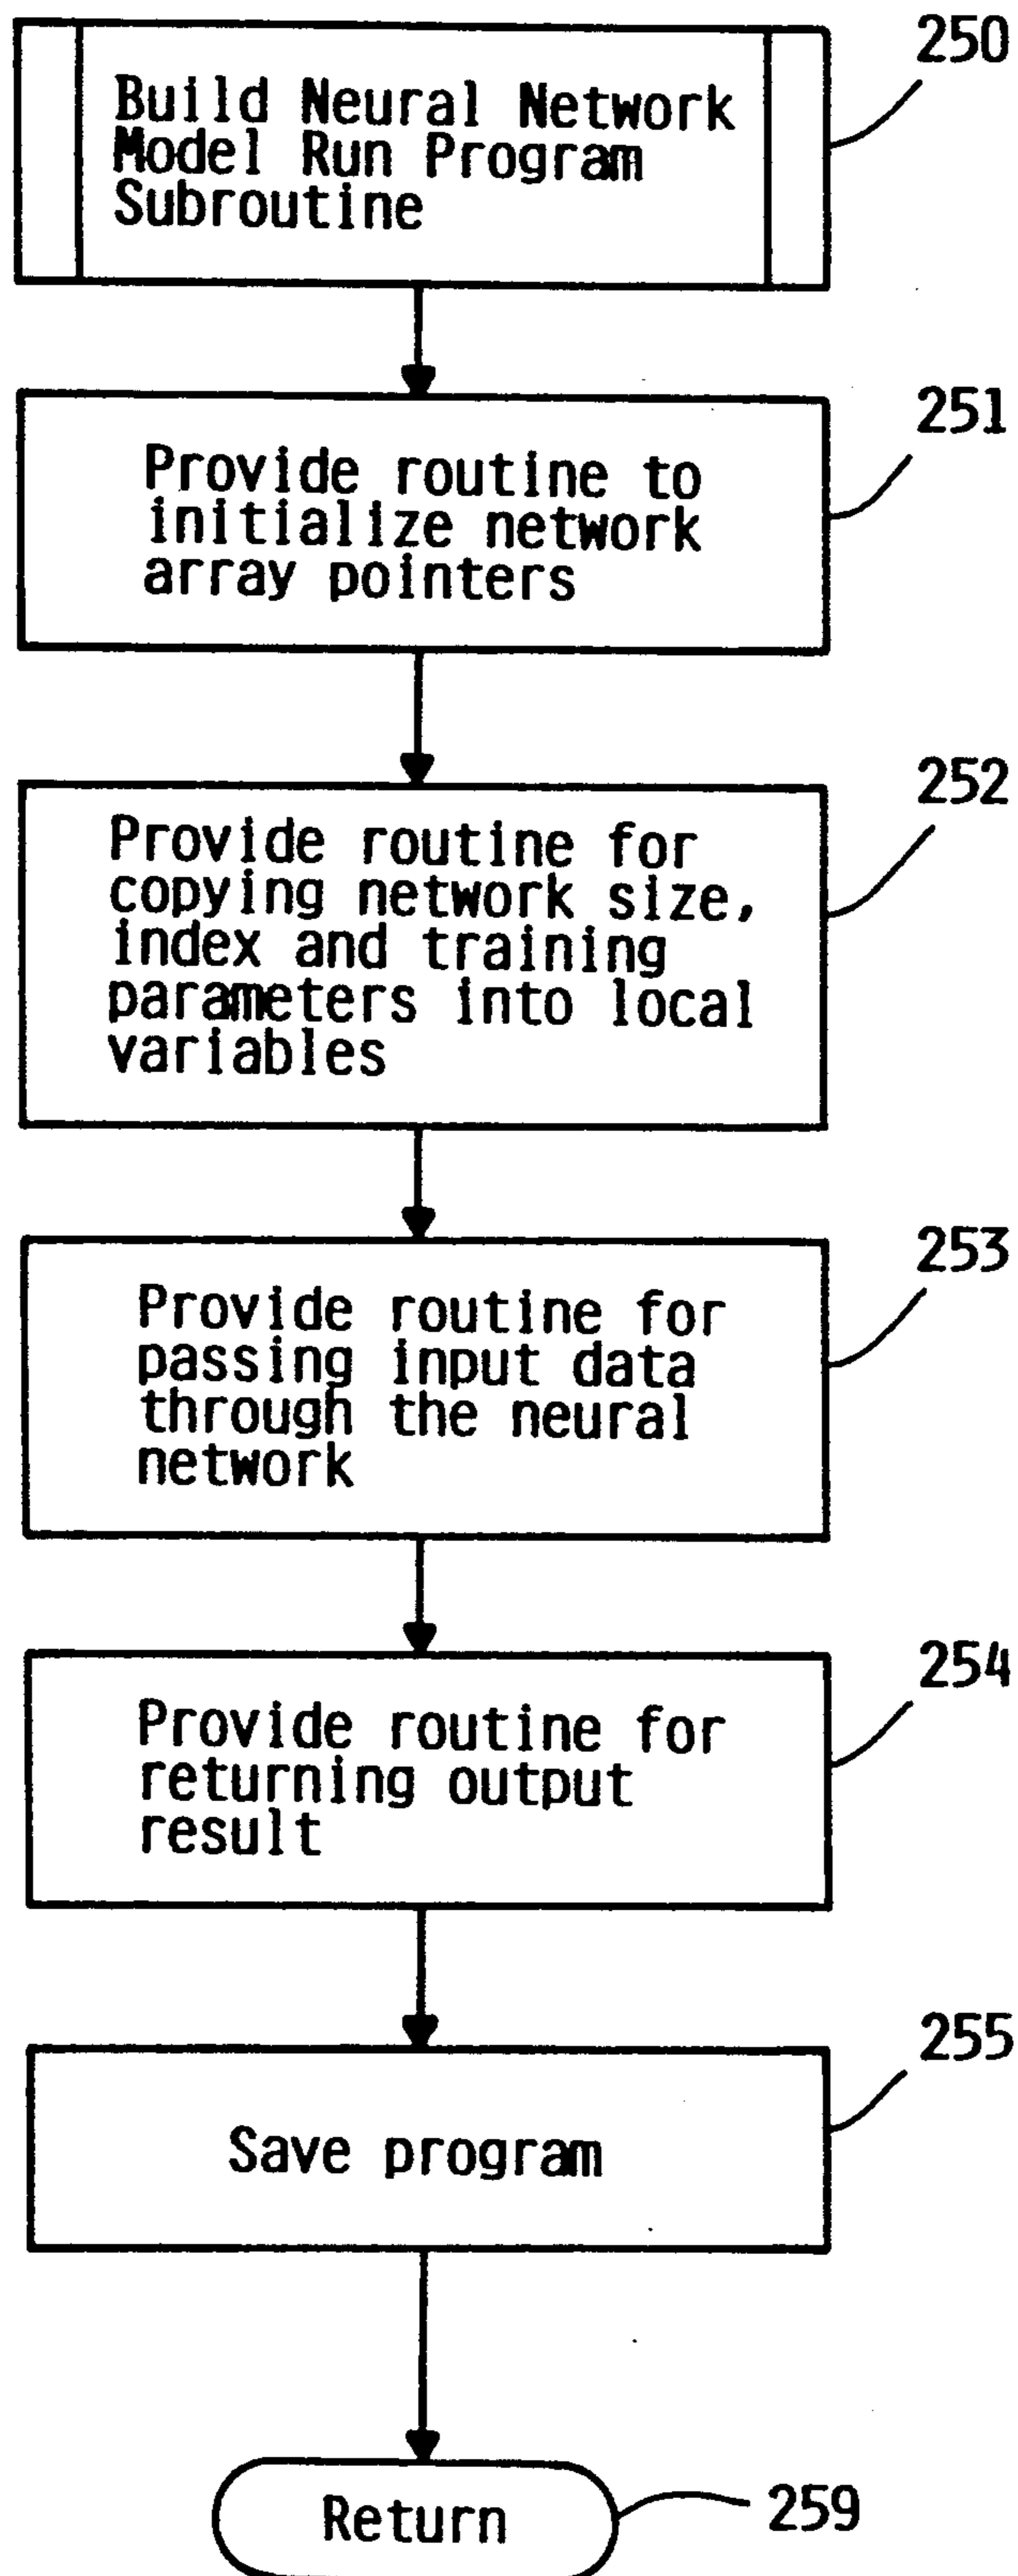 250
Build Neural Network
Model Run Program
Subroutine
251
Provide routine to
initialize network
array pointers
252
Provide routine for
copying network size,
index and training
parameters into local
variables
253
Provide routine for
passing input data
through the neural
network
254
Provide routine for
returning output
result
255
Save program
Return
259